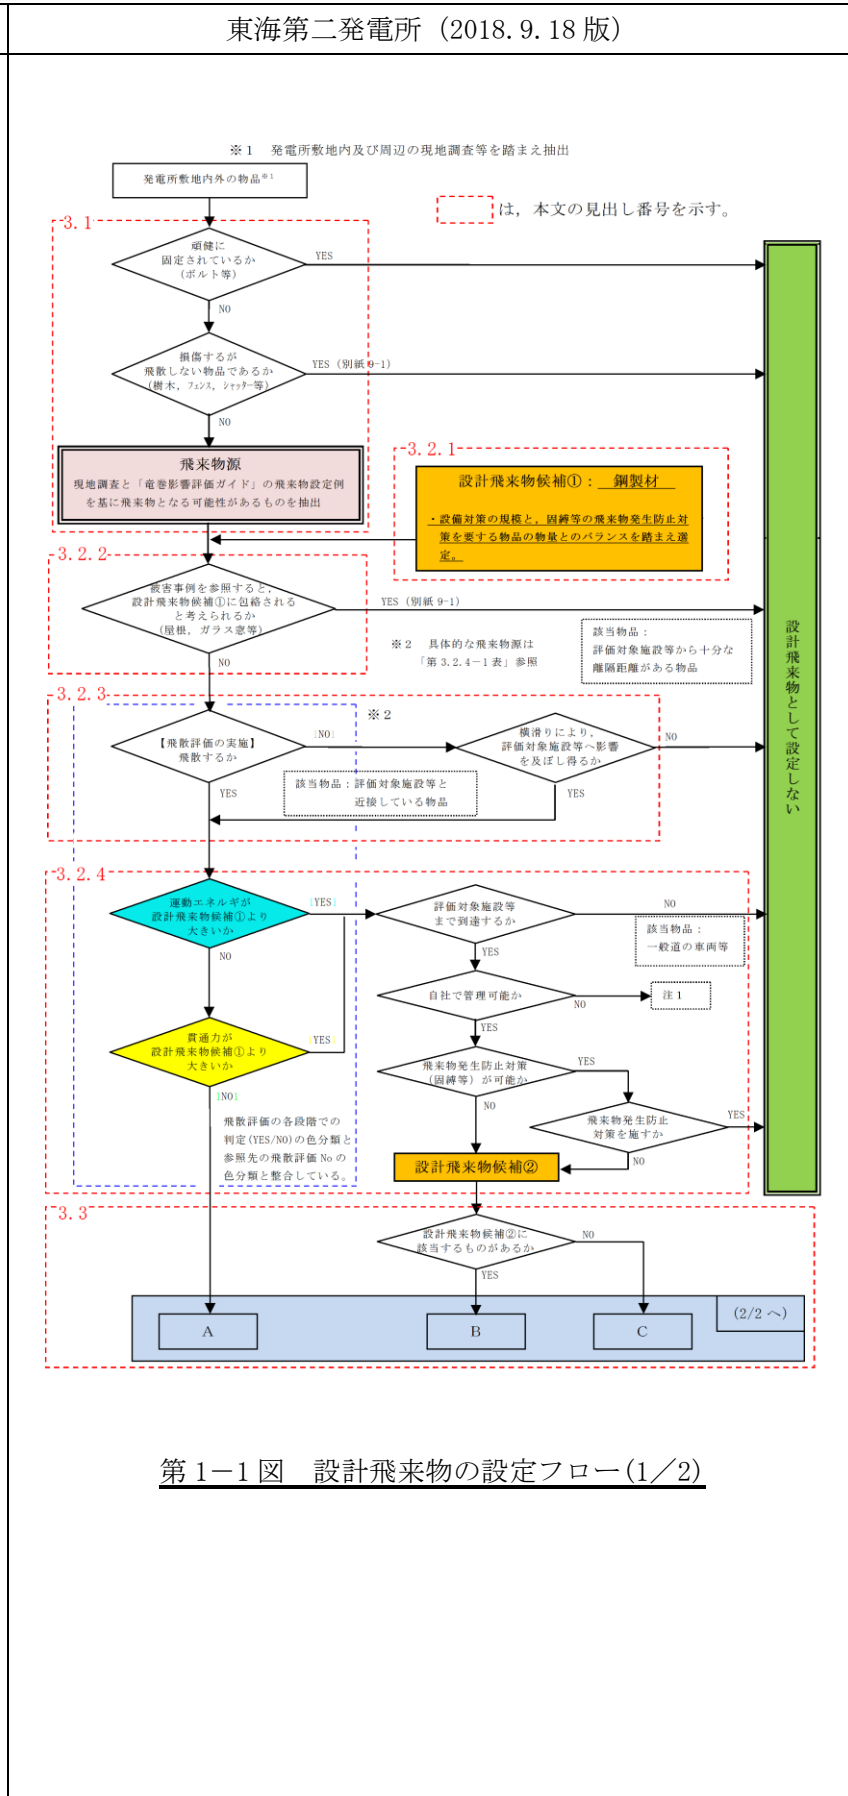 東海第二発電所（2018.9.18版）
※1　発電所敷地内及び周辺の現地調査等を踏まえ抽出
発電所敷地内外の物品※1
は，本文の見出し番号を示す。
3.1
頑健に
固定されているか
(ボルト等)
YES
NO
損傷するが
飛散しない物品であるか
(樹木，フェンス，シャッター等)
YES（別紙9-1）
NO
飛来物源
現地調査と「竜巻影響評価ガイド」の飛来物設定例
を基に飛来物となる可能性があるものを抽出
3.2.1
設計飛来物候補①：　鋼製材
・設備対策の規模と，固縛等の飛来物発生防止対
策を要する物品の物量とのバランスを踏まえ選
定。
3.2.2
被害事例を参照すると，
設計飛来物候補①に包絡される
と考えられるか
(屋根，ガラス窓等)
YES（別紙9-1）
NO
※2　具体的な飛来物源は
「第3.2.4－1表」参照
該当物品：
評価対象施設等から十分な
離隔距離がある物品
設計飛来物として設定しない
3.2.3
※2
【飛散評価の実施】
飛散するか
NO
YES
横滑りにより，
評価対象施設等へ影響
を及ぼし得るか
NO
YES
該当物品：評価対象施設等と
近接している物品
3.2.4
運動エネルギが
設計飛来物候補①より
大きいか
YES
NO
評価対象施設等
まで到達するか
NO
YES
該当物品：
一般道の車両等
自社で管理可能か
NO
注1
YES
貫通力が
設計飛来物候補①より
大きいか
YES
NO
飛来物発生防止対策
(固縛等)が可能か
YES
NO
飛来物発生防止
対策を施すか
YES
NO
飛散評価の各段階での
判定(YES/NO)の色分類と
参照先の飛散評価Noの
色分類と整合している。
設計飛来物候補②
3.3
設計飛来物候補②に
該当するものがあるか
NO
YES
(2/2へ)
A
B
C
第1－1図　設計飛来物の設定フロー(1／2)